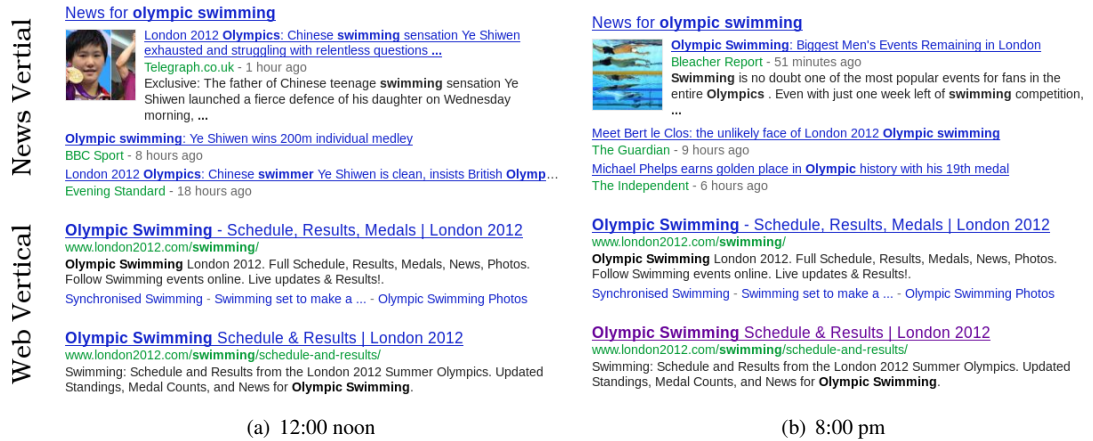 News Vertial
News for olympic swimming
London 2012 Olympics: Chinese swimming sensation Ye Shiwen
exhausted and struggling with relentless questions ...
Telegraph.co.uk - 1 hour ago
Exclusive: The father of Chinese teenage swimming sensation Ye
Shiwen launched a fierce defence of his daughter on Wednesday
morning, ...
Olympic swimming: Ye Shiwen wins 200m individual medley
BBC Sport - 8 hours ago
London 2012 Olympics: Chinese swimmer Ye Shiwen is clean, insists British Olymp...
Evening Standard - 18 hours ago
Web Vertical
Olympic Swimming - Schedule, Results, Medals | London 2012
www.london2012.com/swimming/
Olympic Swimming London 2012. Full Schedule, Results, Medals, News, Photos.
Follow Swimming events online. Live updates & Results!.
Synchronised Swimming - Swimming set to make a ... - Olympic Swimming Photos
Olympic Swimming Schedule & Results | London 2012
www.london2012.com/swimming/schedule-and-results/
Swimming: Schedule and Results from the London 2012 Summer Olympics. Updated
Standings, Medal Counts, and News for Olympic Swimming.
(a) 12:00 noon
News for olympic swimming
Olympic Swimming: Biggest Men's Events Remaining in London
Bleacher Report - 51 minutes ago
Swimming is no doubt one of the most popular events for fans in the
entire Olympics . Even with just one week left of swimming competition,
...
Meet Bert le Clos: the unlikely face of London 2012 Olympic swimming
The Guardian - 9 hours ago
Michael Phelps earns golden place in Olympic history with his 19th medal
The Independent - 6 hours ago
Olympic Swimming - Schedule, Results, Medals | London 2012
www.london2012.com/swimming/
Olympic Swimming London 2012. Full Schedule, Results, Medals, News, Photos.
Follow Swimming events online. Live updates & Results!.
Synchronised Swimming - Swimming set to make a ... - Olympic Swimming Photos
Olympic Swimming Schedule & Results | London 2012
www.london2012.com/swimming/schedule-and-results/
Swimming: Schedule and Results from the London 2012 Summer Olympics. Updated
Standings, Medal Counts, and News for Olympic Swimming.
(b) 8:00 pm